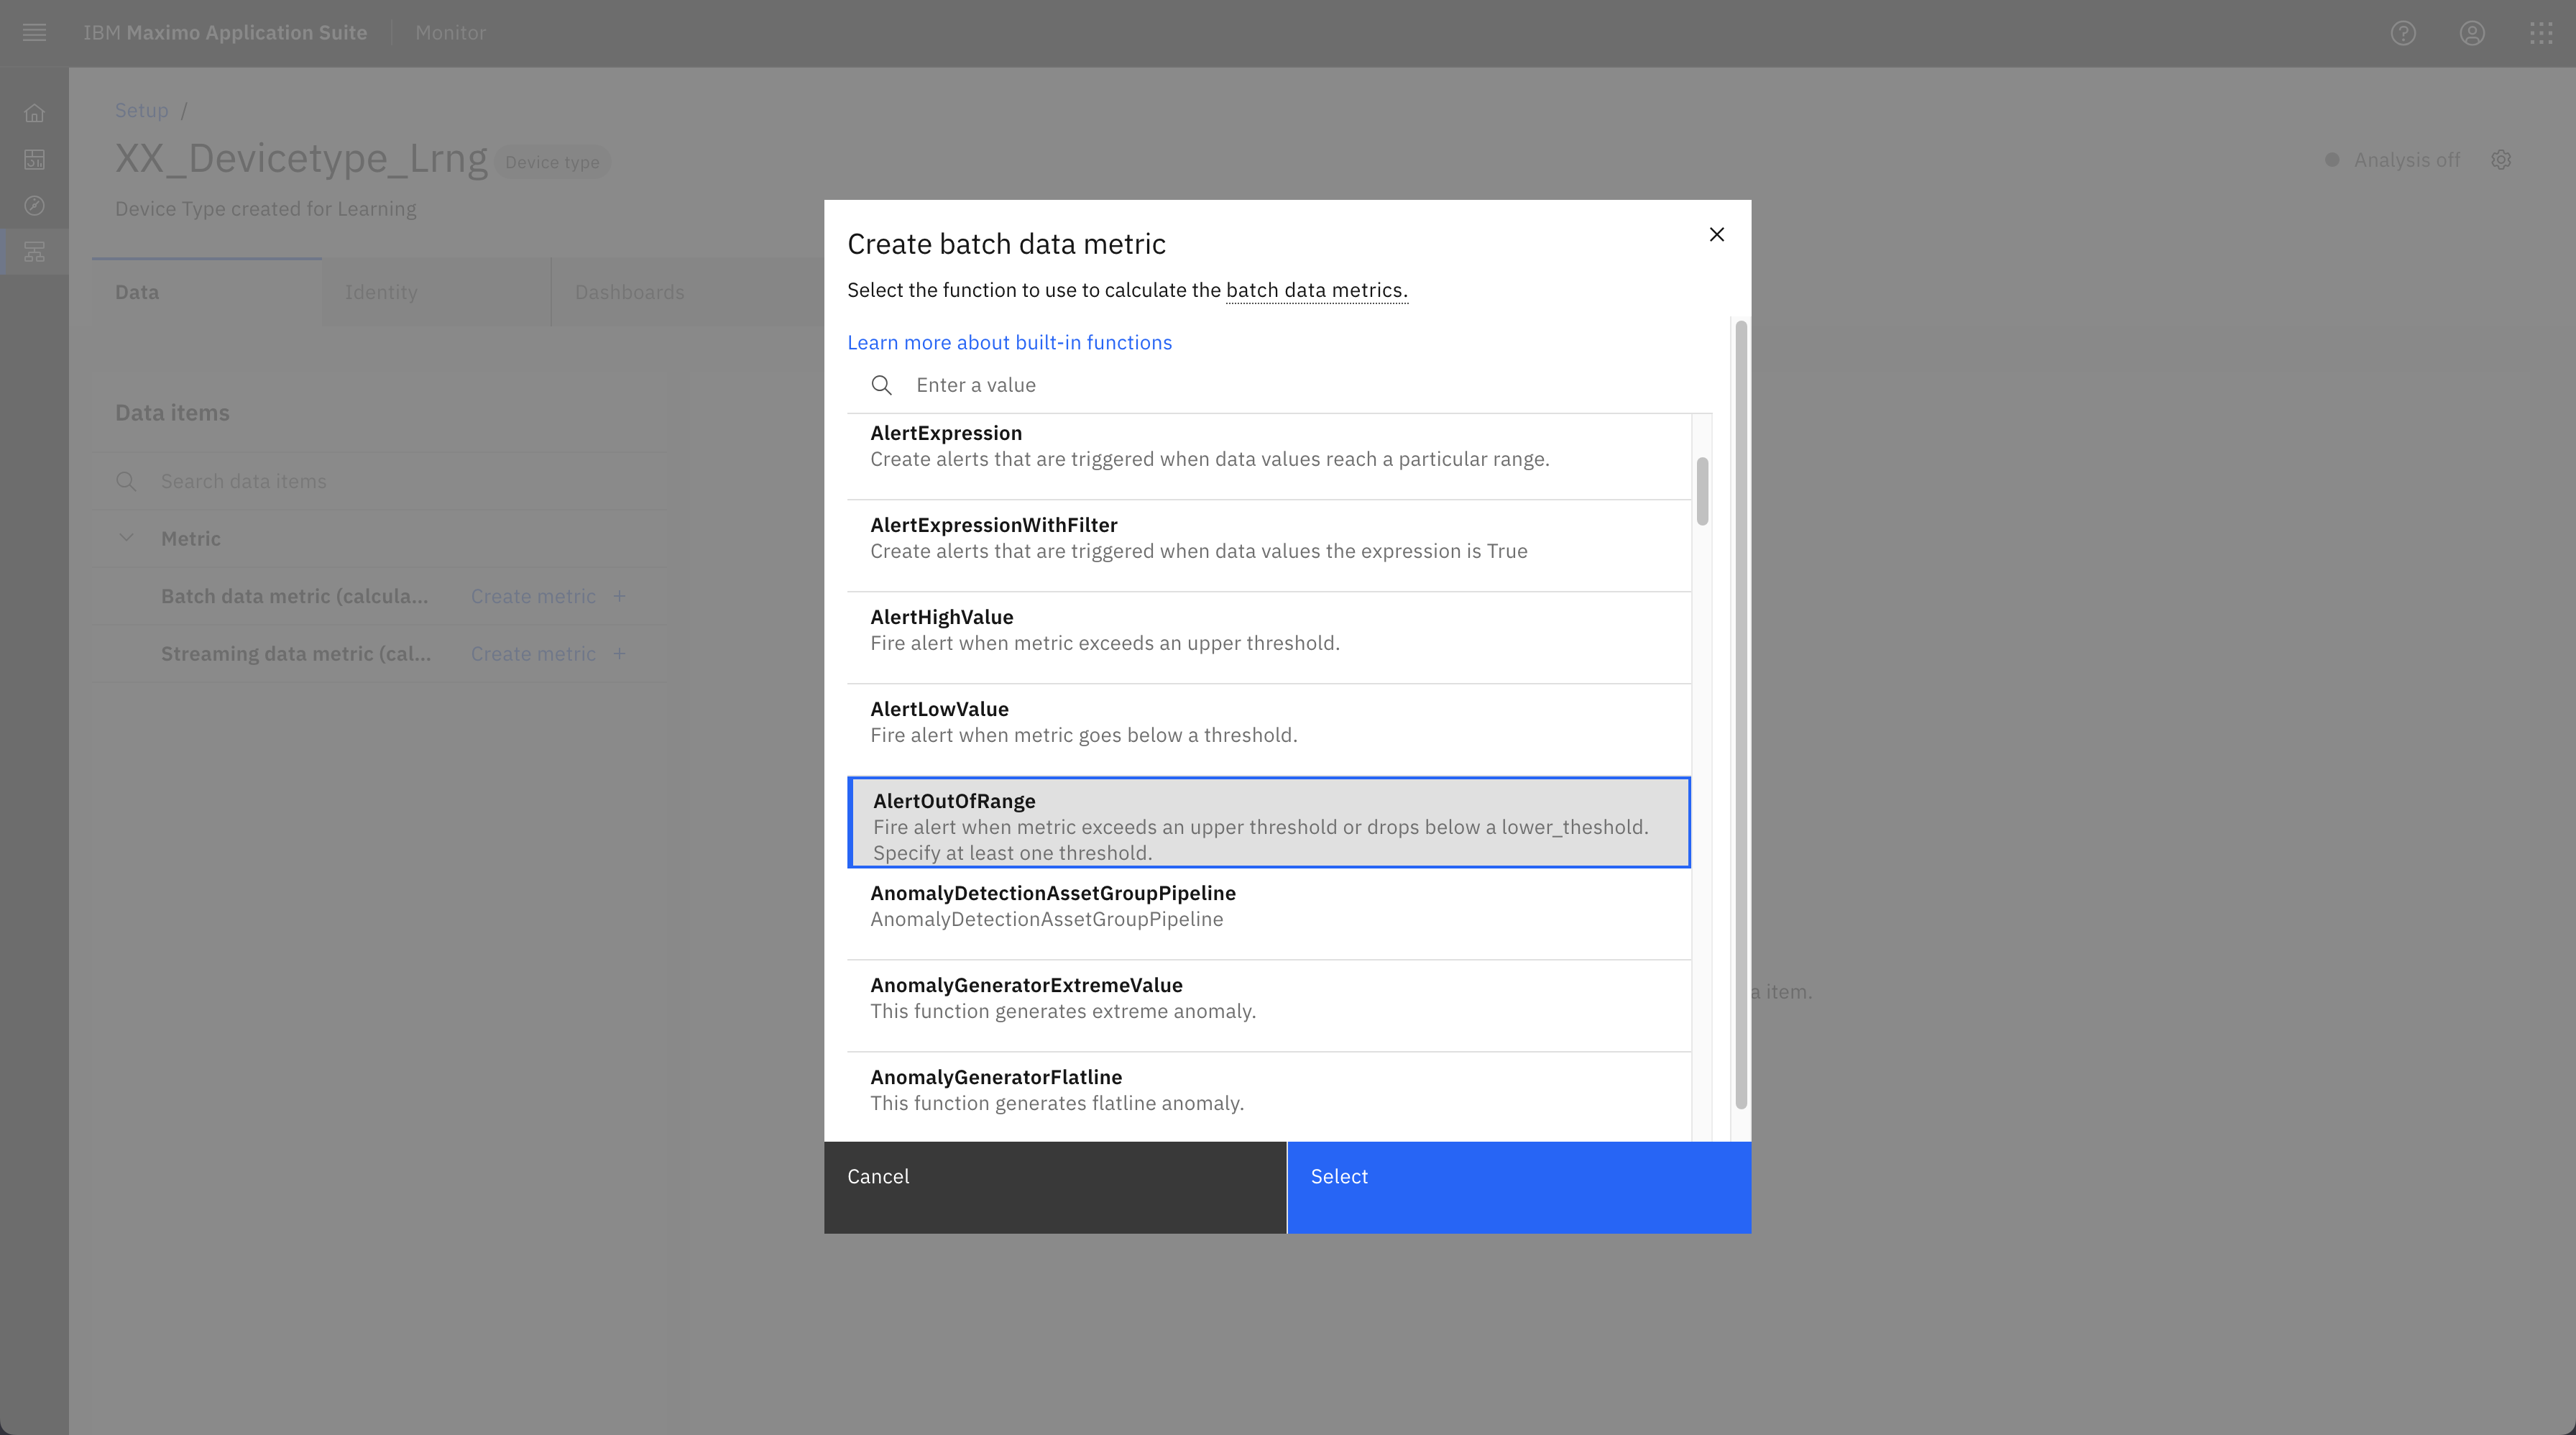 IBM Maximo Application Suite Monitor
Setup /
XX_Devicetype_Lrng Device type
Analysis off
Device Type created for Learning
Data Identity Dashboards
Data items
Search data items
Metric
Batch data metric (calcula... Create metric +
Streaming data metric (cal... Create metric +
Create batch data metric
Select the function to use to calculate the batch data metrics.
Learn more about built-in functions
Enter a value
AlertExpression
Create alerts that are triggered when data values reach a particular range.
AlertExpressionWithFilter
Create alerts that are triggered when data values the expression is True
AlertHighValue
Fire alert when metric exceeds an upper threshold.
AlertLowValue
Fire alert when metric goes below a threshold.
AlertOutOfRange
Fire alert when metric exceeds an upper threshold or drops below a lower_theshold.
Specify at least one threshold.
AnomalyDetectionAssetGroupPipeline
AnomalyDetectionAssetGroupPipeline
AnomalyGeneratorExtremeValue
This function generates extreme anomaly.
AnomalyGeneratorFlatline
This function generates flatline anomaly.
a item.
Cancel Select